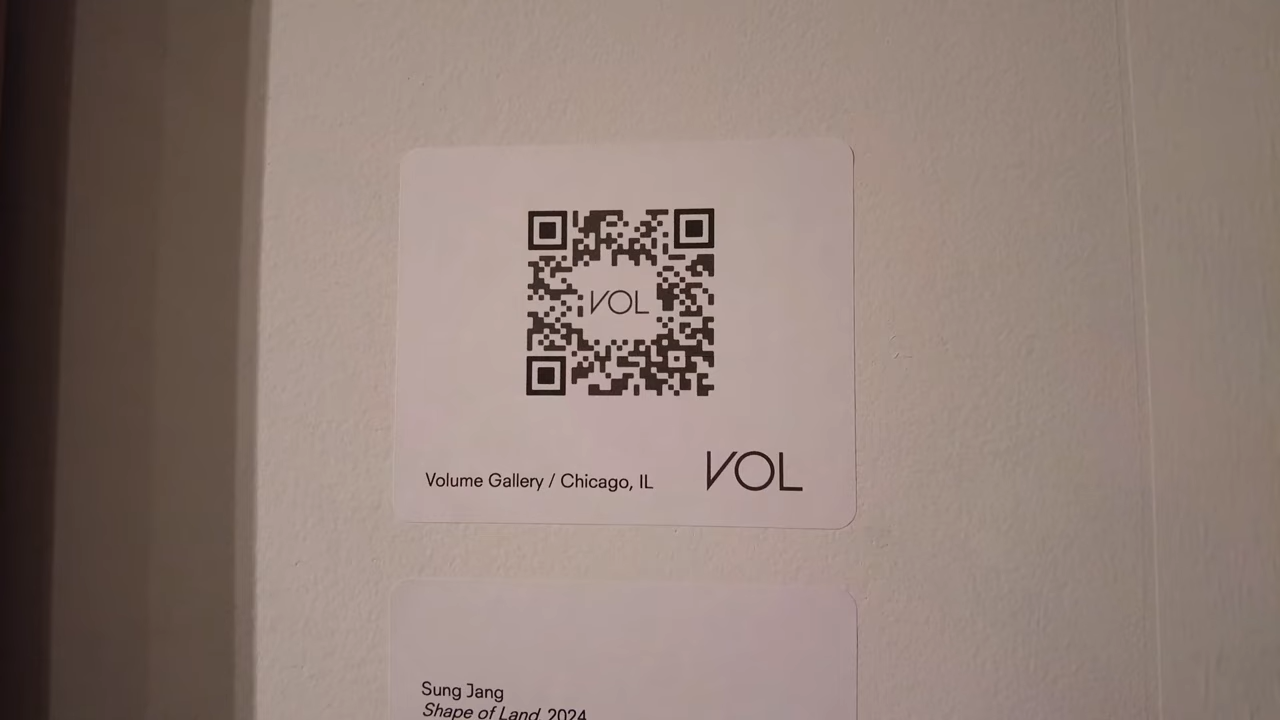 VOL
Volume Gallery / Chicago, IL
VOL
Sung Jang
Shape of Land, 2024